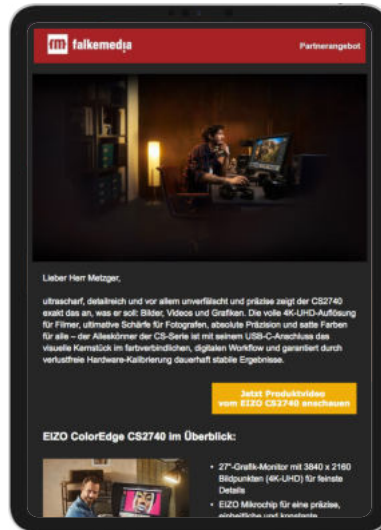 falkemedia
Partnerangebot
Lieber Herr Metzger,
ultrascharf, detailreich und vor allem unverfälscht und präzise zeigt der CS2740
exakt das an, was er soll: Bilder, Videos und Grafiken. Die volle 4K-UHD-Auflösung
für Filmer, ultimative Schärfe für Fotografen, absolute Präzision und satte Farben
für alle – der Alleskönner der CS-Serie ist mit seinem USB-C-Anschluss das
visuelle Kernstück im farbverbindlichen, digitalen Workflow und garantiert durch
verlustfreie Hardware-Kalibrierung dauerhaft stabile Ergebnisse.
Jetzt Produktvideo
vom EIZO CS2740 anschauen
EIZO ColorEdge CS2740 im Überblick:
• 27"-Grafik-Monitor mit 3840 x 2160
Bildpunkten (4K-UHD) für feinste
Details
• EIZO Mikrochip für eine präzise,
einheitliche und konstante